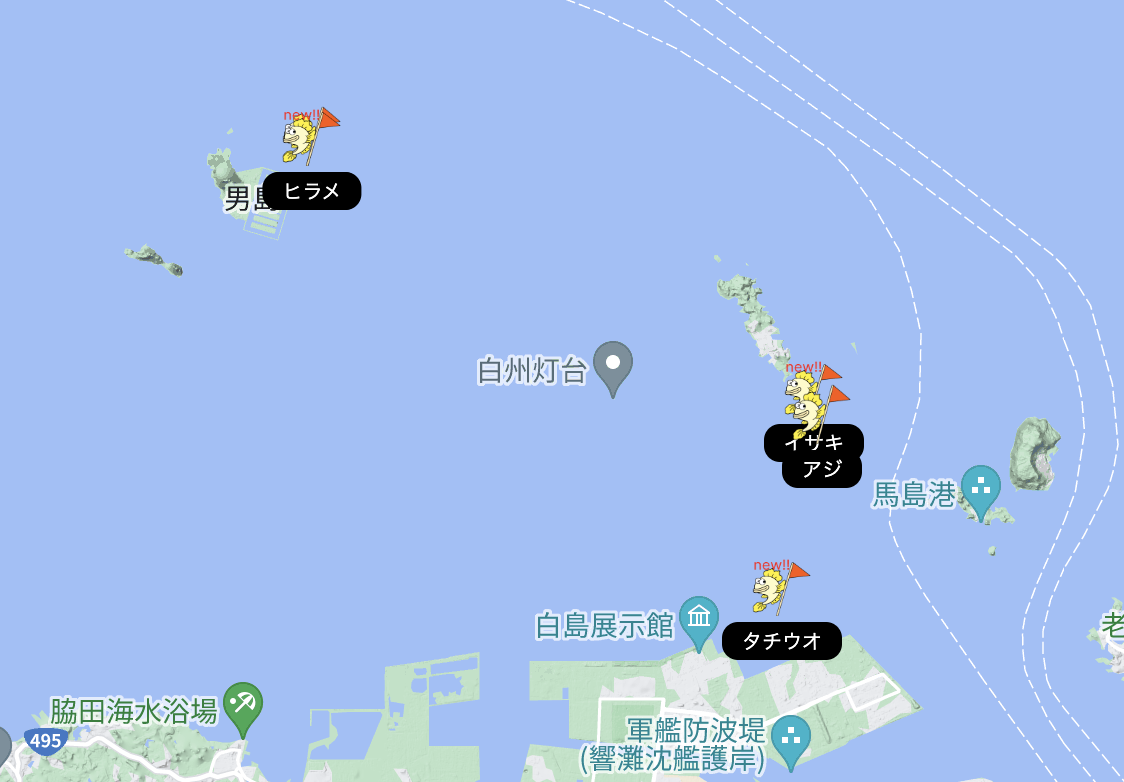 new!!
ヒラメ
男島
白州灯台
new!!
イサキ
アジ
馬島港
new!!
白島展示館
タチウオ
老
脇田海水浴場
495
軍艦防波堤
(響灘沈艦護岸)